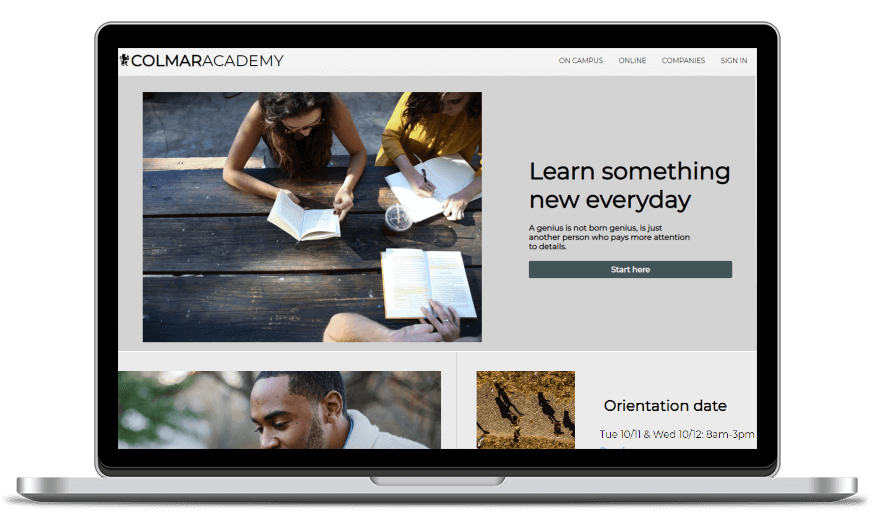 COLMARACADEMY
ON CAMPUS ONLINE COMPANIES SIGN IN
Learn something
new everyday
A genius is not born genius, is just
another person who pays more attention
to details.
Start here
Orientation date
Tue 10/11 & Wed 10/12: 8am-3pm